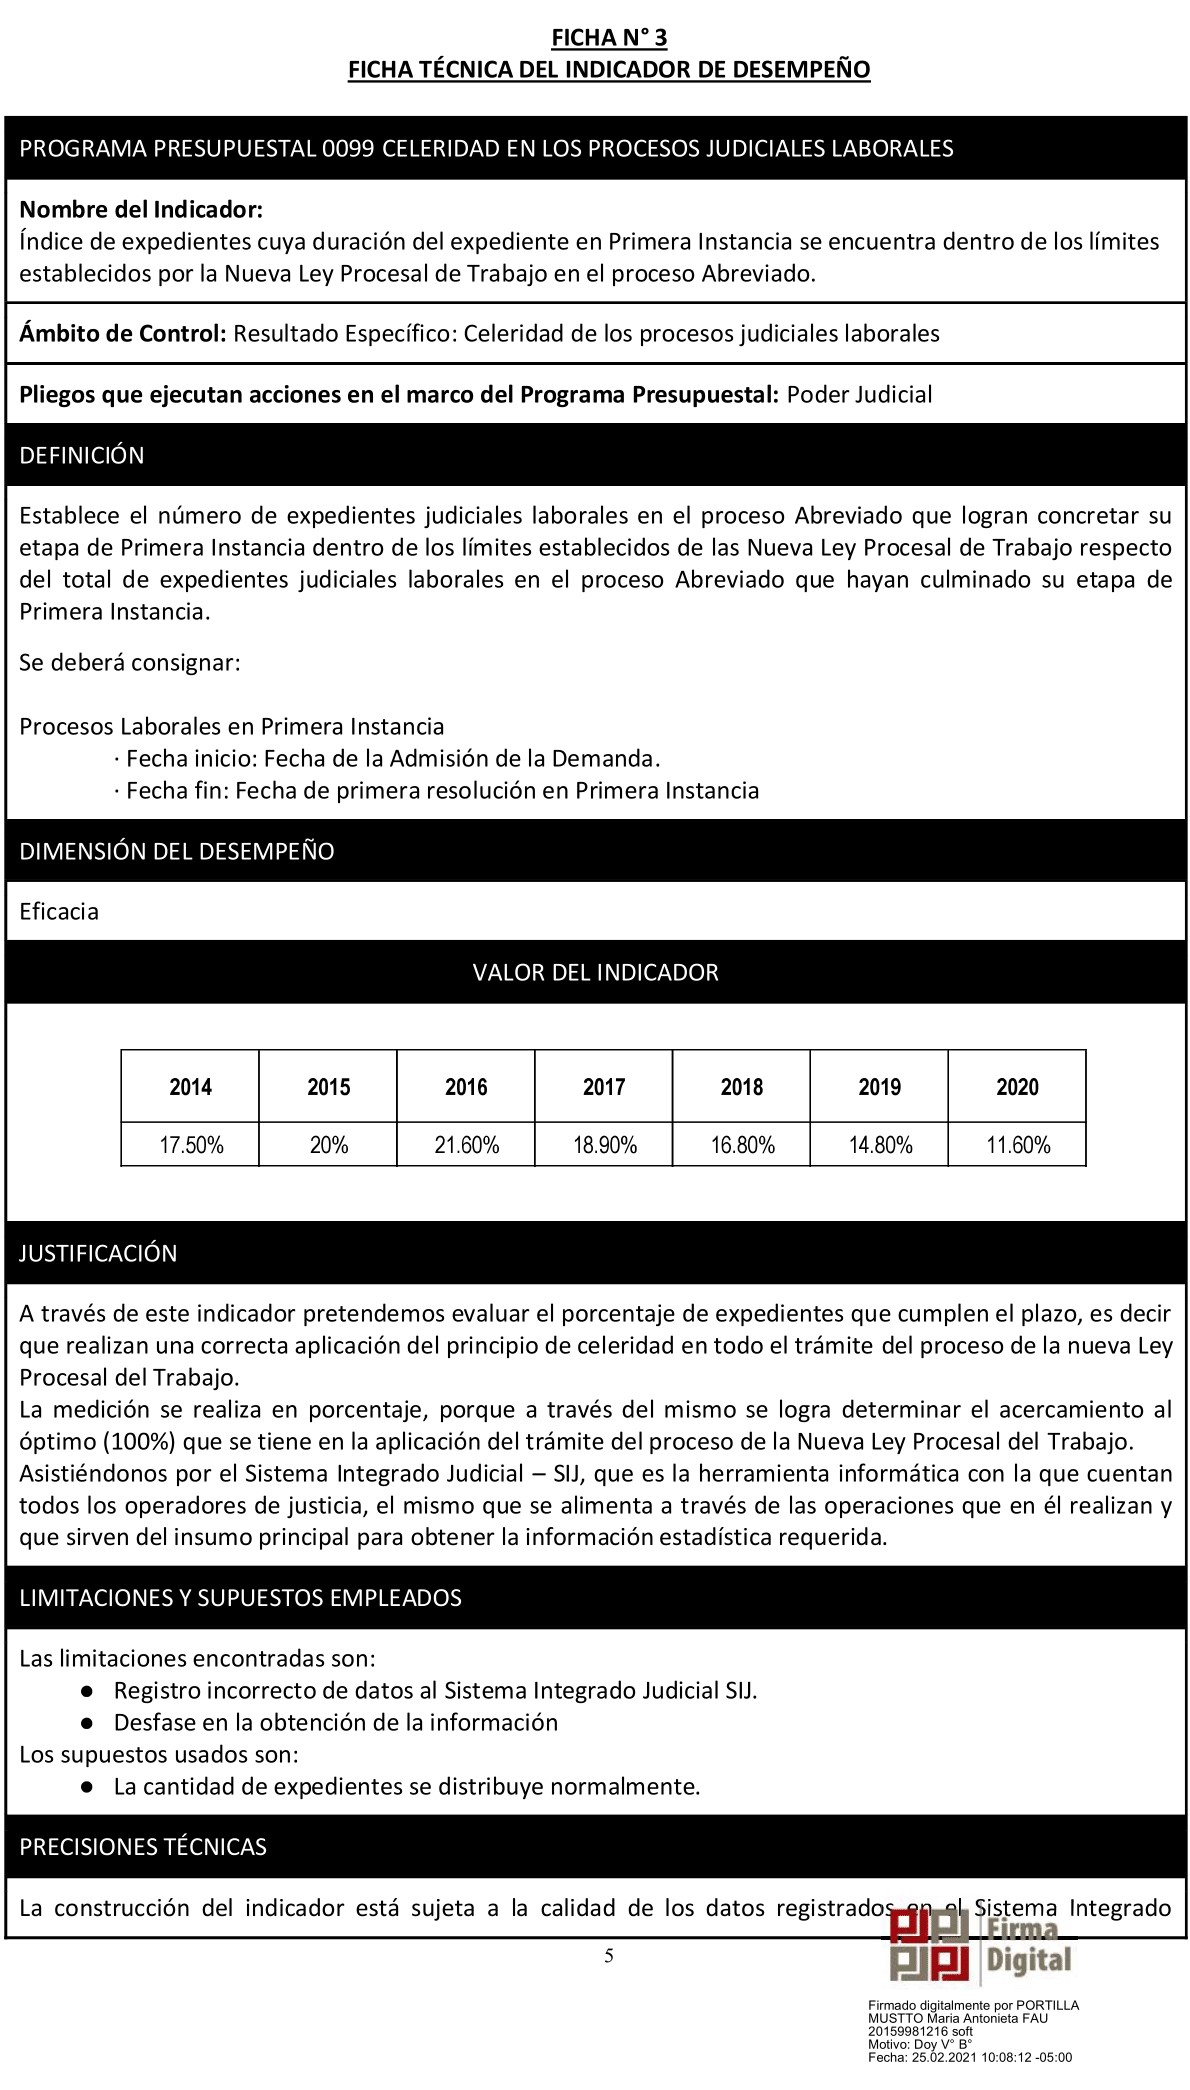 FICHA N° 3
FICHA TÉCNICA DEL INDICADOR DE DESEMPEÑO
PROGRAMA PRESUPUESTAL 0099 CELERIDAD EN LOS PROCESOS JUDICIALES LABORALES
Nombre del Indicador:
Índice de expedientes cuya duración del expediente en Primera Instancia se encuentra dentro de los límites
establecidos por la Nueva Ley Procesal de Trabajo en el proceso Abreviado.
Ámbito de Control: Resultado Específico: Celeridad de los procesos judiciales laborales
Pliegos que ejecutan acciones en el marco del Programa Presupuestal: Poder Judicial
DEFINICIÓN
Establece el número de expedientes judiciales laborales en el proceso Abreviado que logran concretar su
etapa de Primera Instancia dentro de los límites establecidos de las Nueva Ley Procesal de Trabajo respecto
del total de expedientes judiciales laborales en el proceso Abreviado que hayan culminado su etapa de
Primera Instancia.
Se deberá consignar:
Procesos Laborales en Primera Instancia
· Fecha inicio: Fecha de la Admisión de la Demanda.
· Fecha fin: Fecha de primera resolución en Primera Instancia
DIMENSIÓN DEL DESEMPEÑO
Eficacia
VALOR DEL INDICADOR
2014 2015 2016 2017 2018 2019 2020
17.50% 20% 21.60% 18.90% 16.80% 14.80% 11.60%
JUSTIFICACIÓN
A través de este indicador pretendemos evaluar el porcentaje de expedientes que cumplen el plazo, es decir
que realizan una correcta aplicación del principio de celeridad en todo el trámite del proceso de la nueva Ley
Procesal del Trabajo.
La medición se realiza en porcentaje, porque a través del mismo se logra determinar el acercamiento al
óptimo (100%) que se tiene en la aplicación del trámite del proceso de la Nueva Ley Procesal del Trabajo.
Asistiéndonos por el Sistema Integrado Judicial – SIJ, que es la herramienta informática con la que cuentan
todos los operadores de justicia, el mismo que se alimenta a través de las operaciones que en él realizan y
que sirven del insumo principal para obtener la información estadística requerida.
LIMITACIONES Y SUPUESTOS EMPLEADOS
Las limitaciones encontradas son:
● Registro incorrecto de datos al Sistema Integrado Judicial SIJ.
● Desfase en la obtención de la información
Los supuestos usados son:
● La cantidad de expedientes se distribuye normalmente.
PRECISIONES TÉCNICAS
La construcción del indicador está sujeta a la calidad de los datos registrados en el Sistema Integrado
5
PJ PJ PJ PJ
Firma
Digital
Firmado digitalmente por PORTILLA
MUSTTO Maria Antonieta FAU
20159981216 soft
Motivo: Doy V° B°
Fecha: 25.02.2021 10:08:12 -05:00